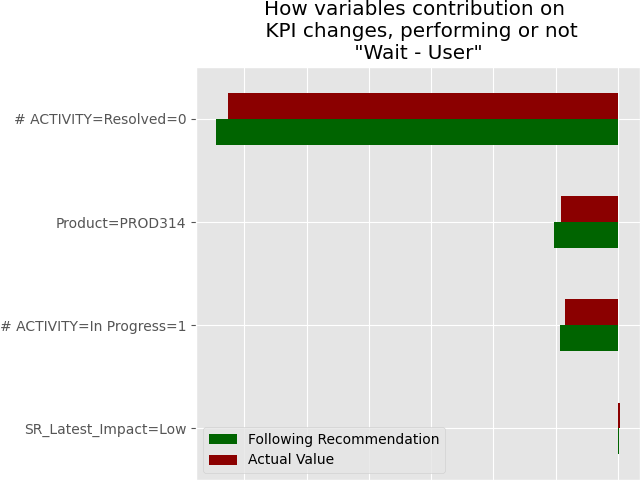 How variables contribution on
KPI changes, performing or not
"Wait - User"
# ACTIVITY=Resolved=0
Product=PROD314
# ACTIVITY=In Progress=1
SR_Latest_Impact=Low
Following Recommendation
Actual Value